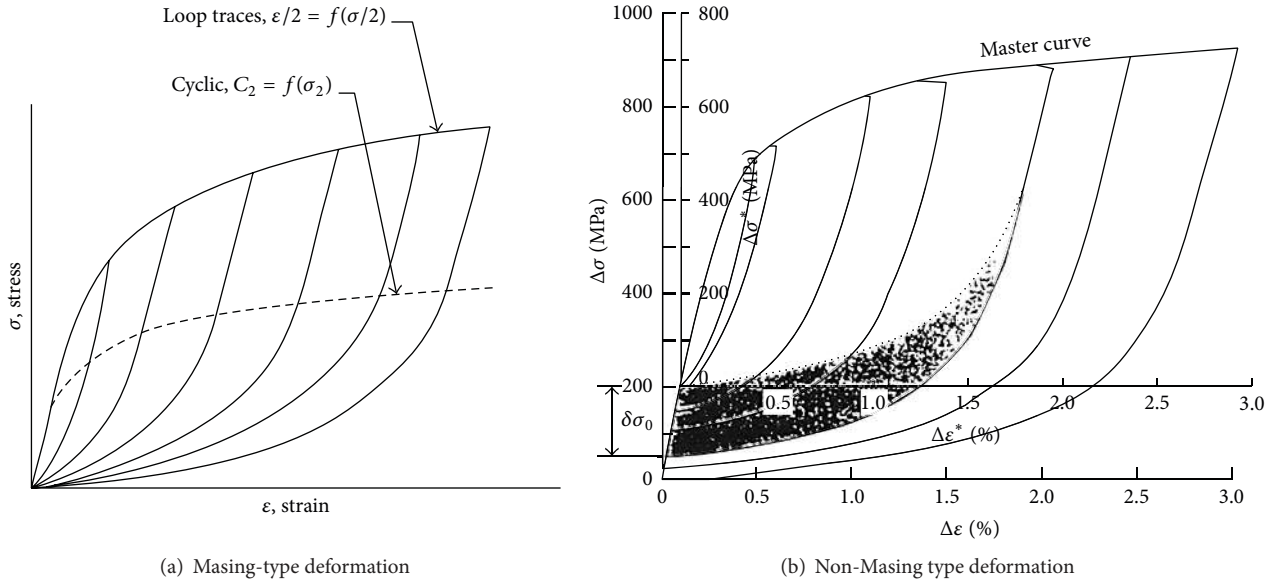 Loop traces, ε/2 = f(σ/2)
Cyclic, C₂ = f(σ₂)
σ, stress
ε, strain
(a) Masing-type deformation
1000
800
600
400
200
0
800
600
400
200
0
Δσ (MPa)
Δσ* (MPa)
Master curve
δσ₀
0.5
1.0
1.5
2.0
2.5
3.0
Δε* (%)
0
0.5
1.0
1.5
2.0
2.5
3.0
Δε (%)
(b) Non-Masing type deformation